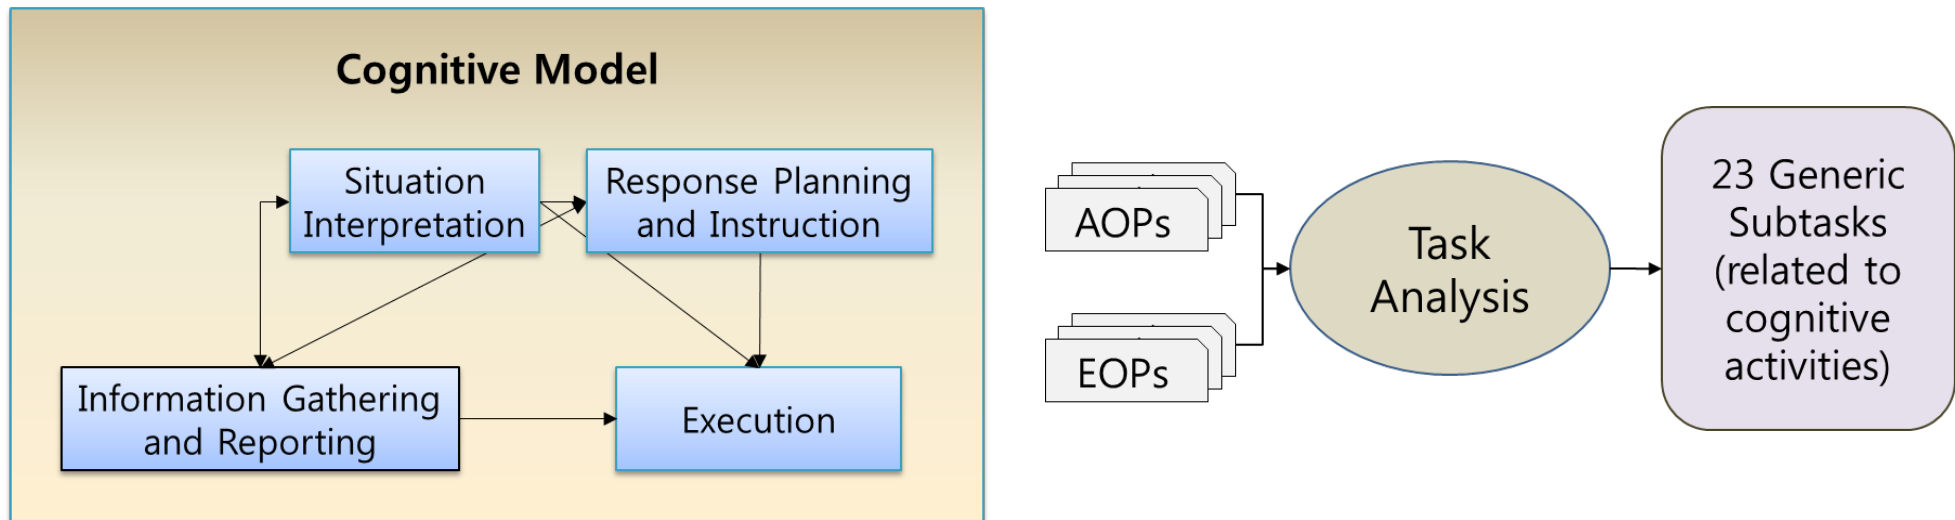 Cognitive Model
Situation
Interpretation
Response Planning
and Instruction
Information Gathering
and Reporting
Execution
AOPs
EOPs
Task
Analysis
23 Generic
Subtasks
(related to
cognitive
activities)